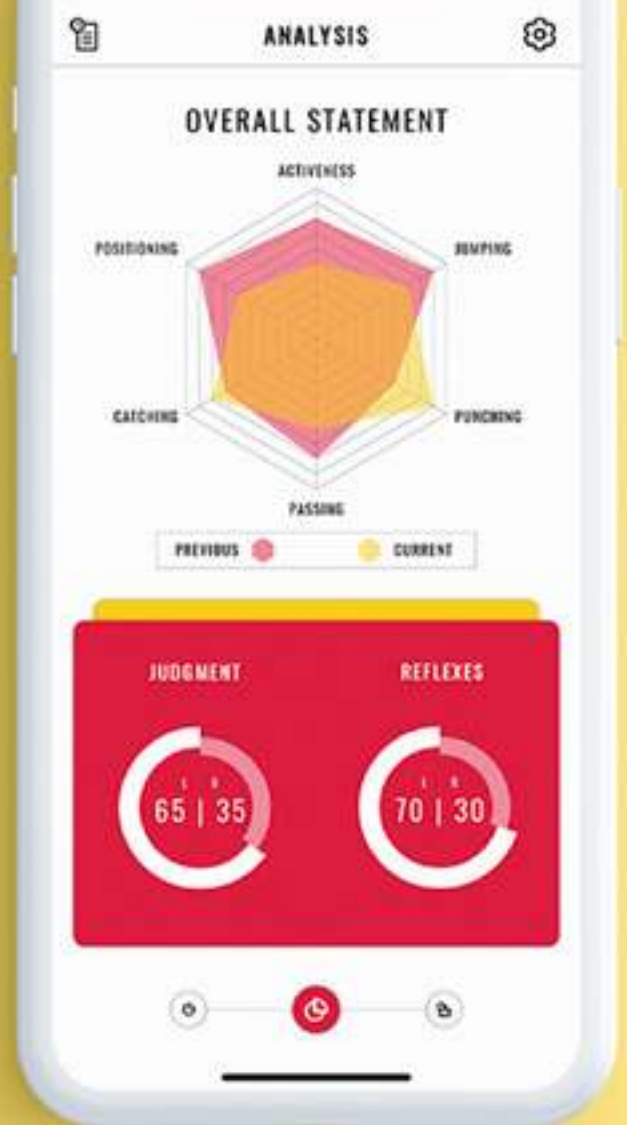 ANALYSIS
OVERALL STATEMENT
ACTIVENESS
POSITIONING
JUMPING
CATCHING
PUNCHING
PASSING
PREVIOUS
CURRENT
JUDGMENT
REFLEXES
L R
65 | 35
L R
70 | 30